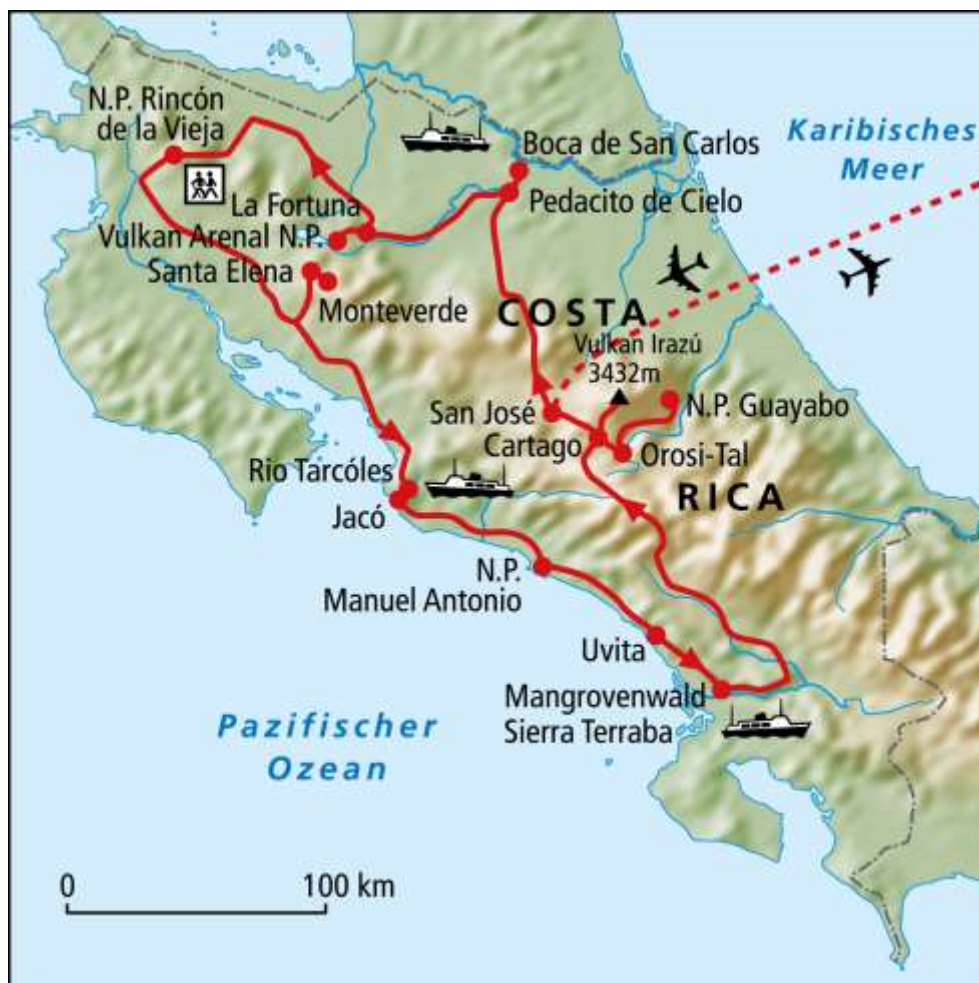 N.P. Rincón
de la Vieja
Boca de San Carlos
Karibisches
Meer
Pedacito de Cielo
La Fortuna
Vulkan Arenal N.P.
Santa Elena
Monteverde
COSTA
Vulkan Irazú
3432m
San José
N.P. Guayabo
Cartago
Orosi-Tal
Rio Tarcóles
RICA
Jacó
N.P.
Manuel Antonio
Uvita
Mangrovenwald
Sierra Terraba
Pazifischer
Ozean
0
100 km